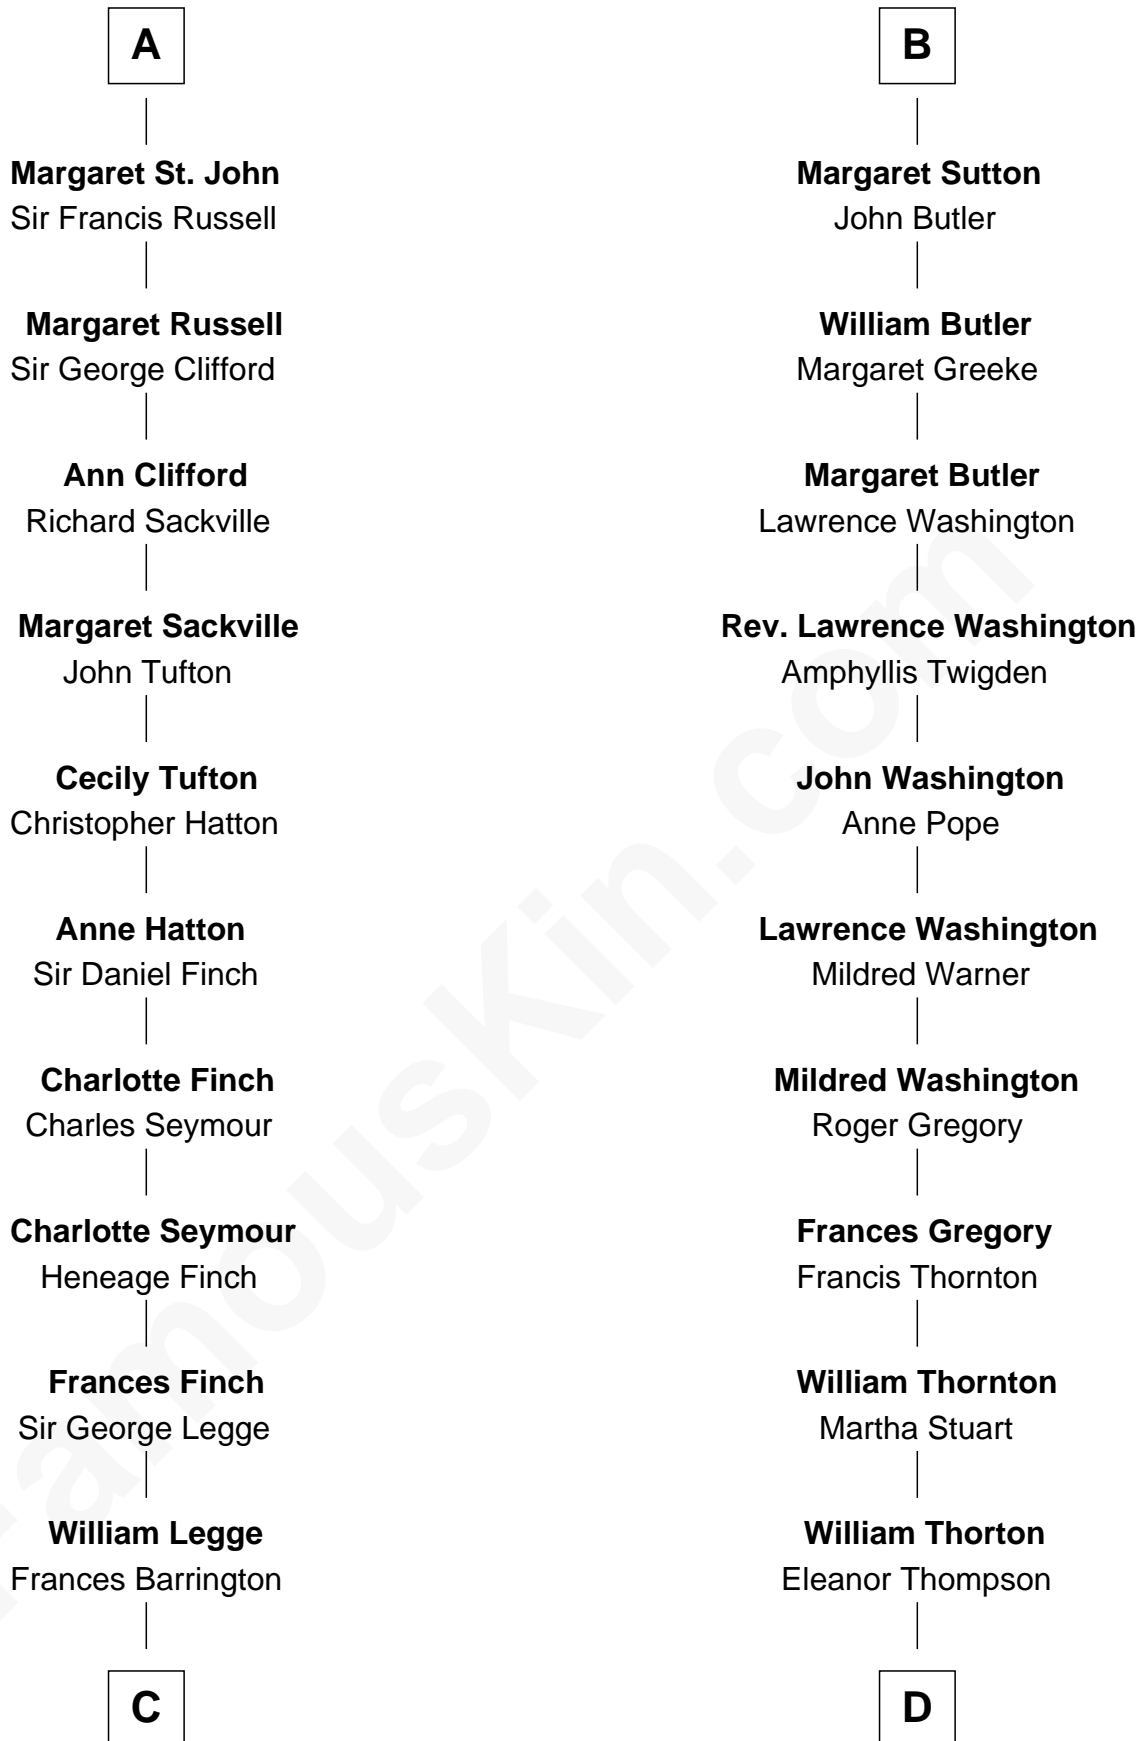 A
Margaret St. John
Sir Francis Russell
Margaret Russell
Sir George Clifford
Ann Clifford
Richard Sackville
Margaret Sackville
John Tufton
Cecily Tufton
Christopher Hatton
Anne Hatton
Sir Daniel Finch
Charlotte Finch
Charles Seymour
Charlotte Seymour
Heneage Finch
Frances Finch
Sir George Legge
William Legge
Frances Barrington
C
B
Margaret Sutton
John Butler
William Butler
Margaret Greeke
Margaret Butler
Lawrence Washington
Rev. Lawrence Washington
Amphyllis Twigden
John Washington
Anne Pope
Lawrence Washington
Mildred Warner
Mildred Washington
Roger Gregory
Frances Gregory
Francis Thornton
William Thornton
Martha Stuart
William Thorton
Eleanor Thompson
D
FamousKin.com